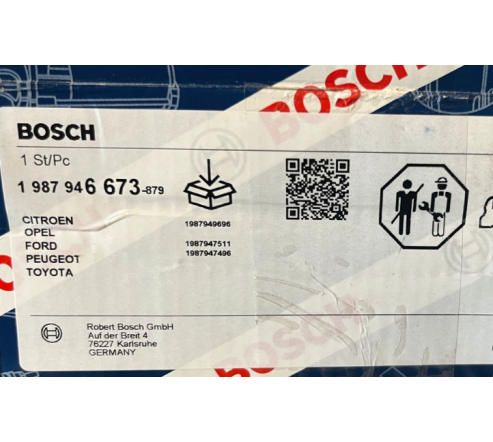 BOSCH
BOSCH
1 St/Pc
1 987 946 673-879
CITROEN
OPEL
FORD
PEUGEOT
TOYOTA
1987949696
1987947511
1987947496
Robert Bosch GmbH
Auf der Breit 4
76227 Karlsruhe
GERMANY